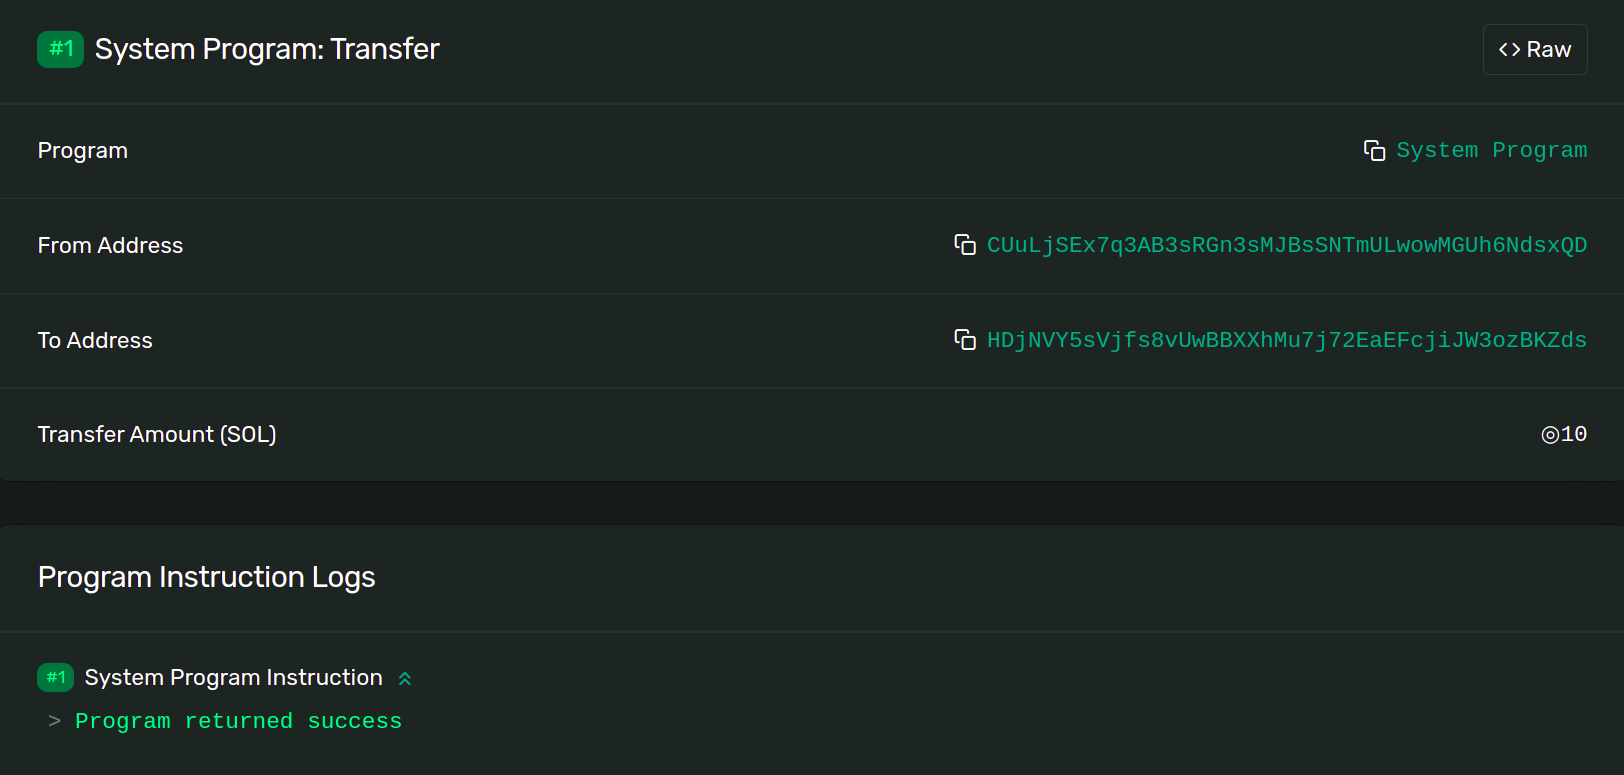 #1 System Program: Transfer
<> Raw
Program
System Program
From Address
CUuLjSEx7q3AB3sRGn3sMJBsSNTmULwowMGUh6NdsxQD
To Address
HDjNVY5sVjfs8vUwBBXXhMu7j72EaEFcjiJW3ozBKZds
Transfer Amount (SOL)
◎10
Program Instruction Logs
#1 System Program Instruction
> Program returned success